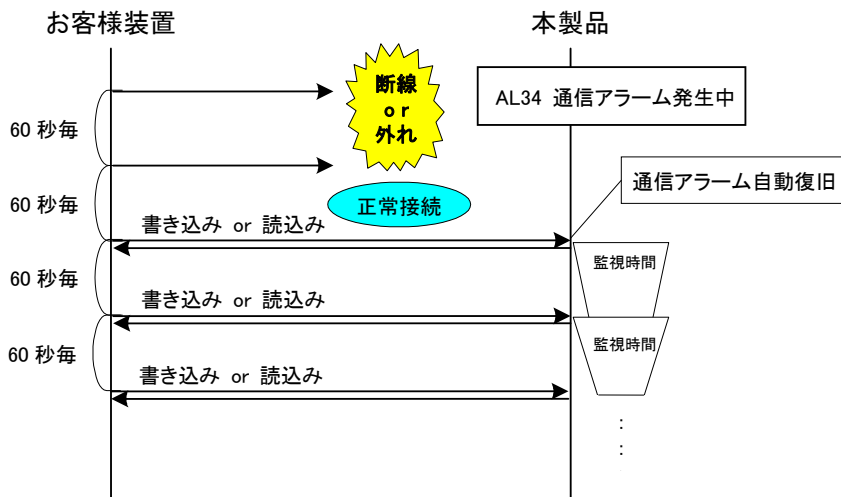 お客様装置
本製品
断線
or
外れ
AL34 通信アラーム発生中
60 秒毎
通信アラーム自動復旧
60 秒毎
正常接続
書き込み or 読込み
監視時間
60 秒毎
書き込み or 読込み
監視時間
60 秒毎
書き込み or 読込み
:
: